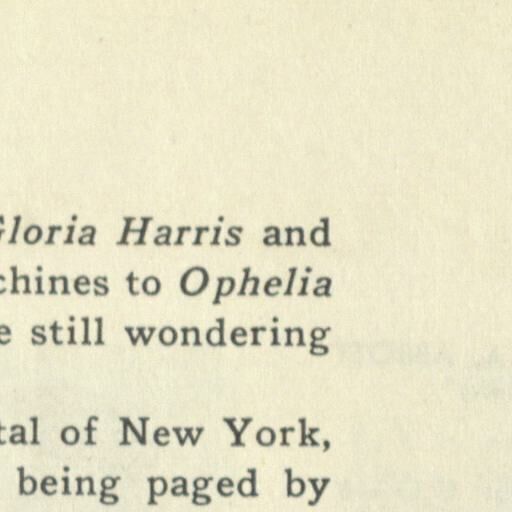 Gloria Harris and
chines to Ophelia
e still wondering
tal of New York,
being paged by